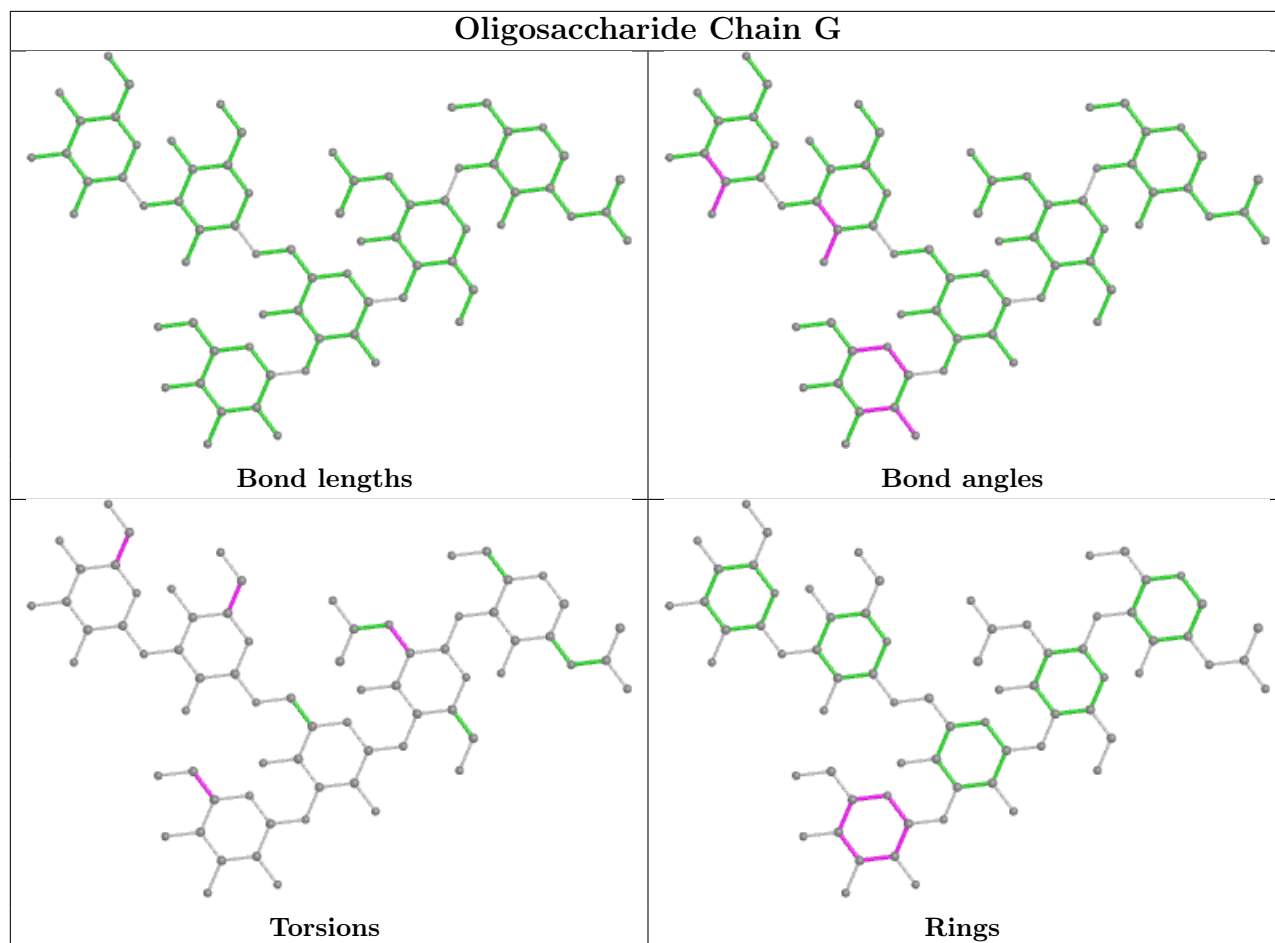 Oligosaccharide Chain G
Bond lengths
Bond angles
Torsions
Rings